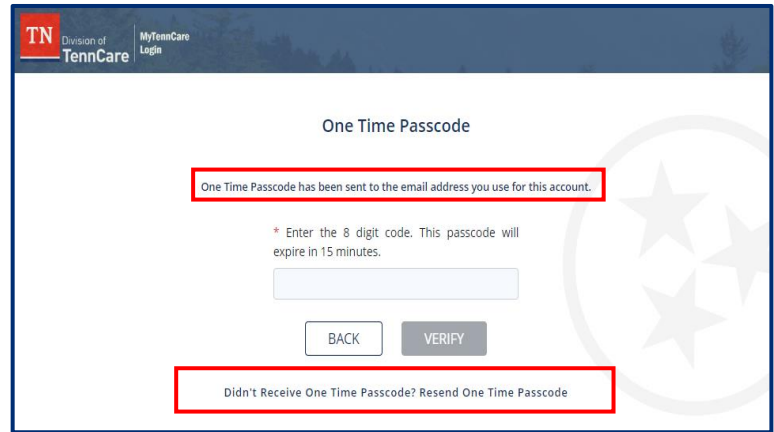 TN
Division of
TennCare
MyTennCare
Login
One Time Passcode
One Time Passcode has been sent to the email address you use for this account.
* Enter the 8 digit code. This passcode will
expire in 15 minutes.
BACK
VERIFY
Didn't Receive One Time Passcode? Resend One Time Passcode